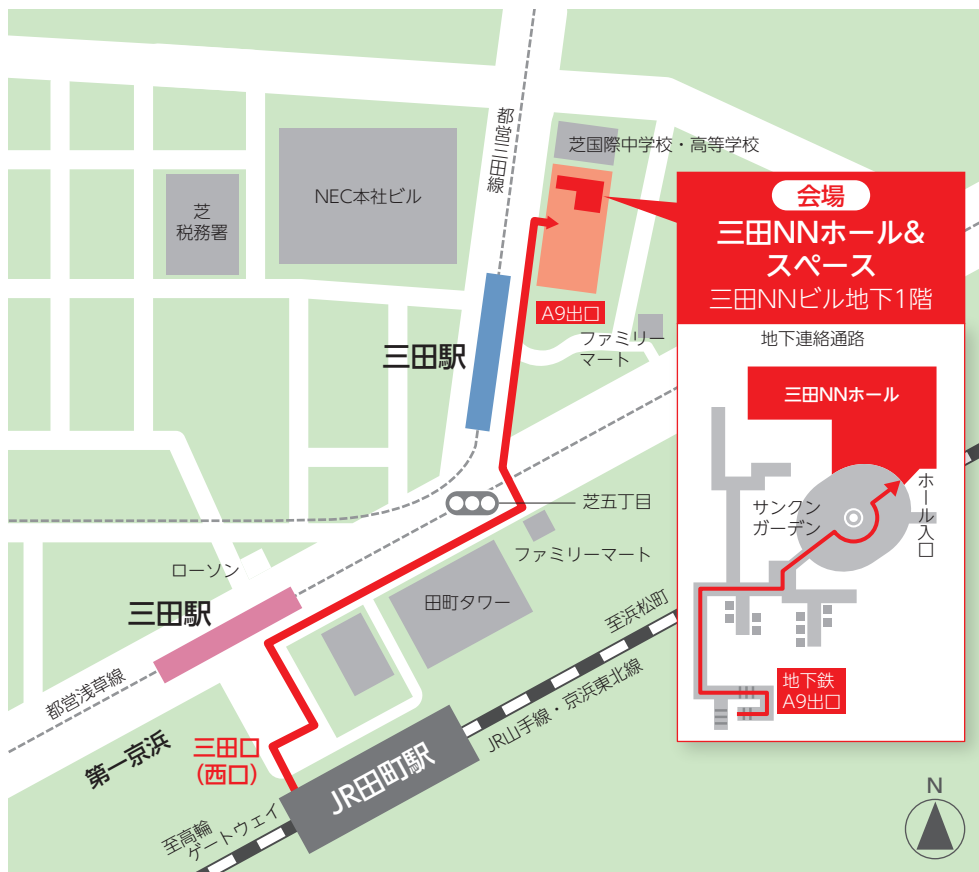 都営三田線
芝国際中学校・高等学校
NEC本社ビル
芝
税務署
A9出口
ファミリー
マート
三田駅
芝五丁目
ファミリーマート
ローソン
三田駅
田町タワー
都営浅草線
第一京浜
三田口
(西口)
JR田町駅
至浜松町
JR山手線・京浜東北線
至高輪
ゲートウェイ
会場
三田NNホール&
スペース
三田NNビル地下1階
地下連絡通路
三田NNホール
サンクン
ガーデン
ホール入口
地下鉄
A9出口
N